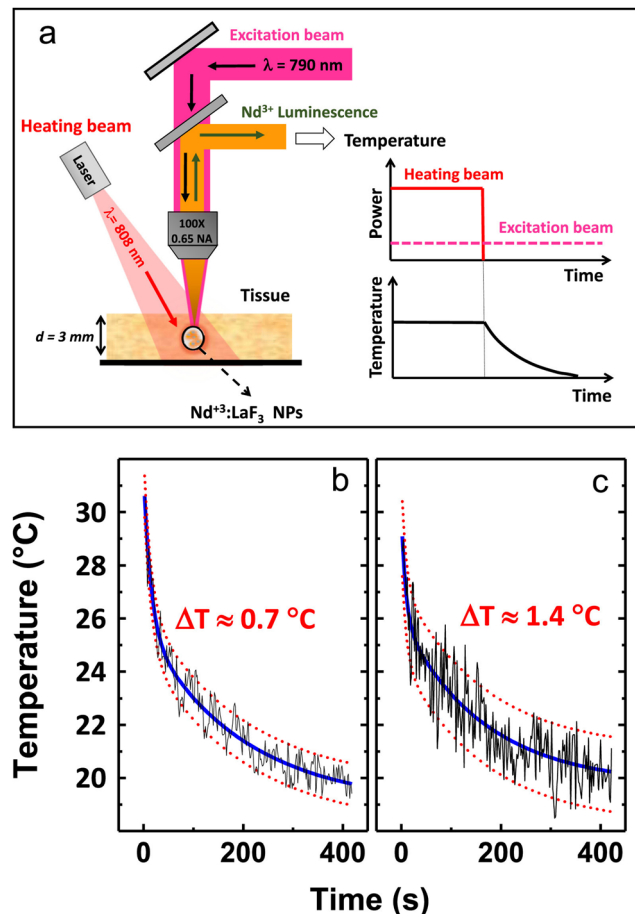 a
Excitation beam
λ = 790 nm
Nd³⁺ Luminescence
Heating beam
Temperature
Laser
λ= 808 nm
100X
0.65 NA
Tissue
d = 3 mm
Nd⁺³:LaF₃ NPs
Power
Heating beam
Excitation beam
Time
Temperature
Time
b
c
Temperature (°C)
30
28
26
24
22
20
ΔT ≈ 0.7 °C
ΔT ≈ 1.4 °C
0
200
400
0
200
400
Time (s)